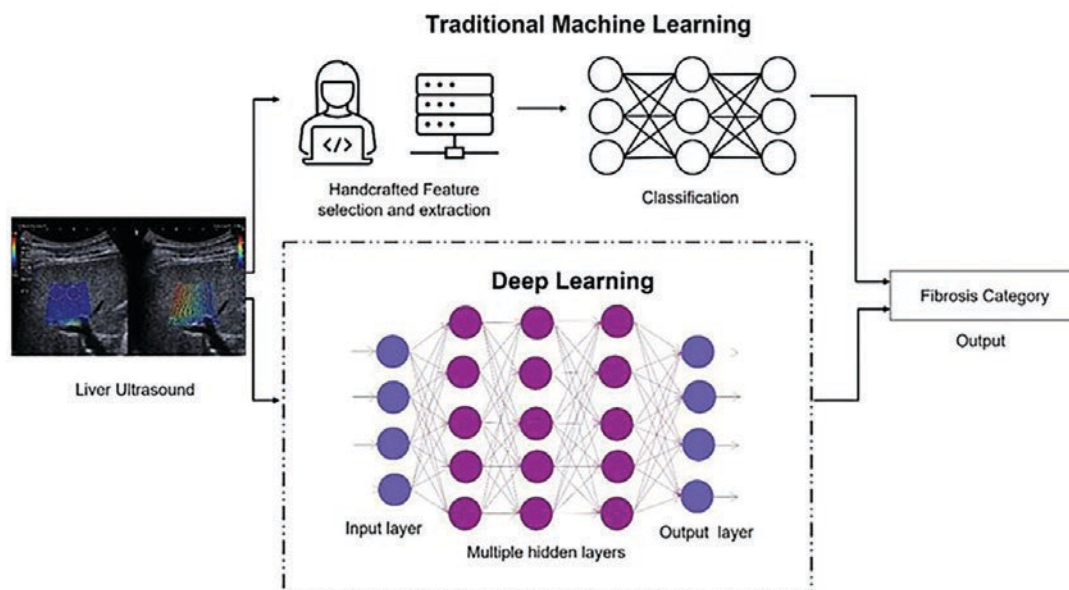 Traditional Machine Learning
</>
Handcrafted Feature
selection and extraction
Classification
Liver Ultrasound
Deep Learning
Input layer
Multiple hidden layers
Output layer
Fibrosis Category
Output